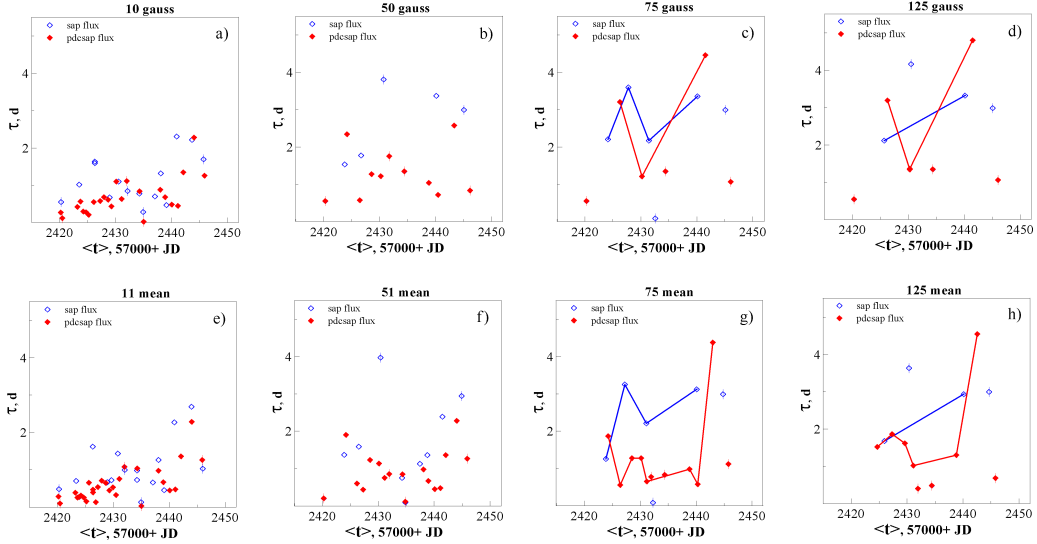 10 gauss
sap flux
pdcsap flux
a)
4
2
τ, d
2420 2430 2440 2450
<t>, 57000+ JD
50 gauss
sap flux
pdcsap flux
b)
4
2
τ, d
2420 2430 2440 2450
<t>, 57000+ JD
75 gauss
sap flux
pdcsap flux
c)
4
2
τ, d
2420 2430 2440 2450
<t>, 57000+ JD
125 gauss
sap flux
pdcsap flux
d)
4
2
τ, d
2420 2430 2440 2450
<t>, 57000+ JD
11 mean
sap flux
pdcsap flux
e)
4
2
τ, d
2420 2430 2440 2450
<t>, 57000+ JD
51 mean
sap flux
pdcsap flux
f)
4
2
τ, d
2420 2430 2440 2450
<t>, 57000+ JD
75 mean
sap flux
pdcsap flux
g)
4
2
τ, d
2420 2430 2440 2450
<t>, 57000+ JD
125 mean
sap flux
pdcsap flux
h)
4
2
τ, d
2420 2430 2440 2450
<t>, 57000+ JD